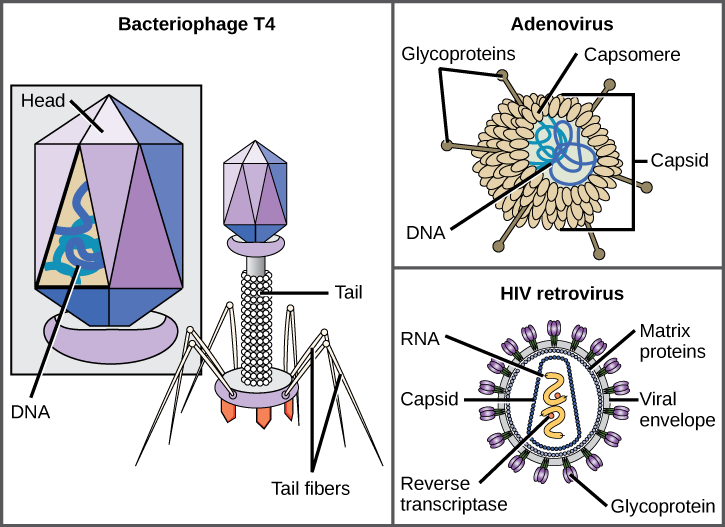 Bacteriophage T4
Head
DNA
Tail
Tail fibers
Adenovirus
Glycoproteins
Capsomere
Capsid
DNA
HIV retrovirus
RNA
Matrix
proteins
Capsid
Viral
envelope
Reverse
transcriptase
Glycoprotein